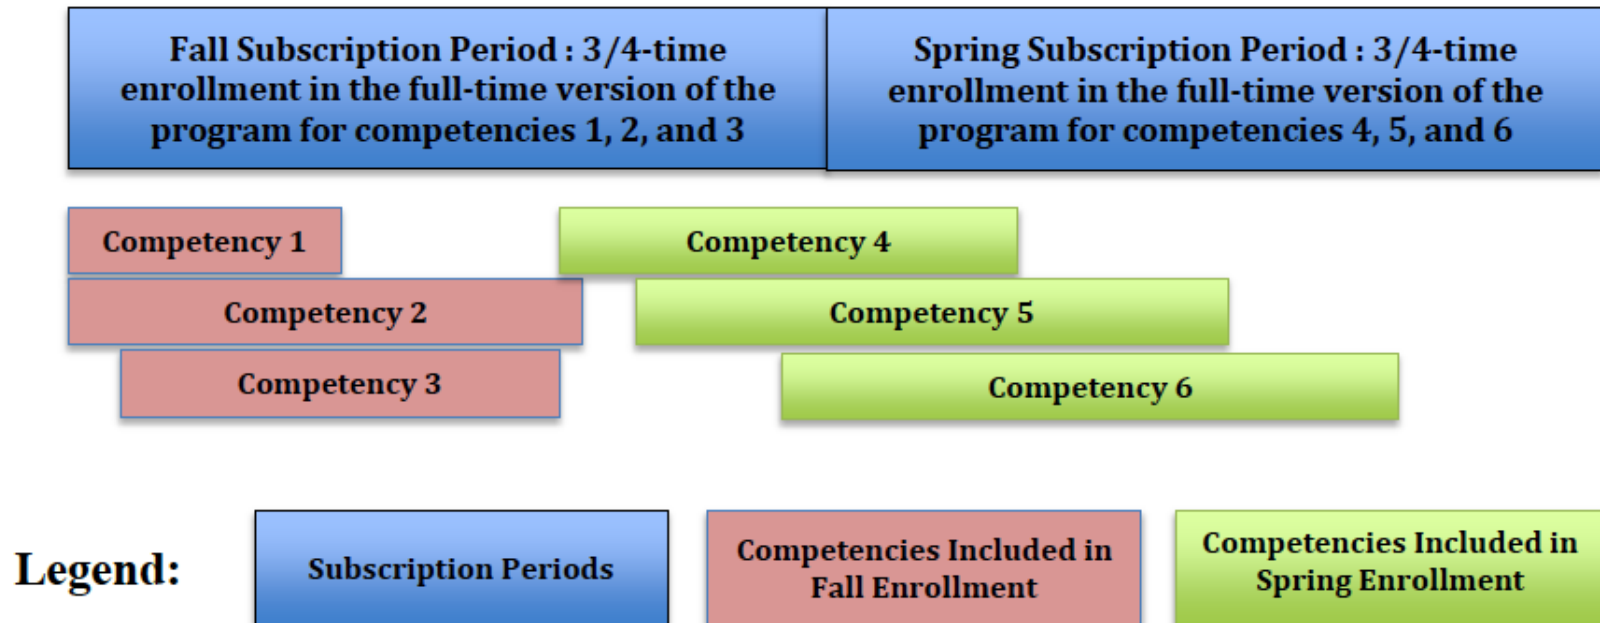 Fall Subscription Period : 3/4-time
enrollment in the full-time version of the
program for competencies 1, 2, and 3
Spring Subscription Period : 3/4-time
enrollment in the full-time version of the
program for competencies 4, 5, and 6
Competency 1
Competency 4
Competency 2
Competency 5
Competency 3
Competency 6
Legend:
Subscription Periods
Competencies Included in
Fall Enrollment
Competencies Included in
Spring Enrollment